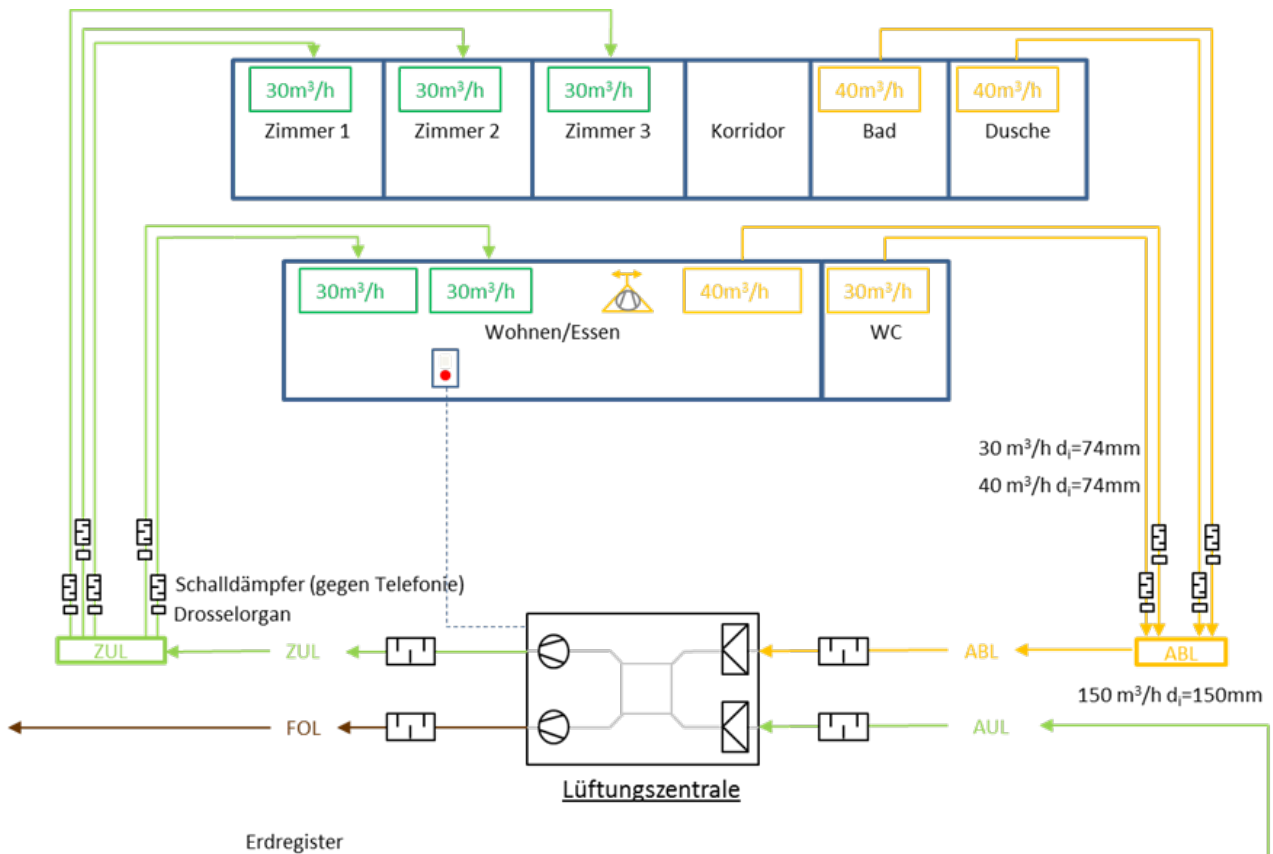 30m³/h 30m³/h 30m³/h 40m³/h 40m³/h
Zimmer 1 Zimmer 2 Zimmer 3 Korridor Bad Dusche
30m³/h 30m³/h 40m³/h 30m³/h
Wohnen/Essen WC
30 m³/h dᵢ=74mm
40 m³/h dᵢ=74mm
Schalldämpfer (gegen Telefonie)
Drosselorgan
ZUL ZUL ABL ABL
150 m³/h dᵢ=150mm
FOL AUL
Lüftungszentrale
Erdregister